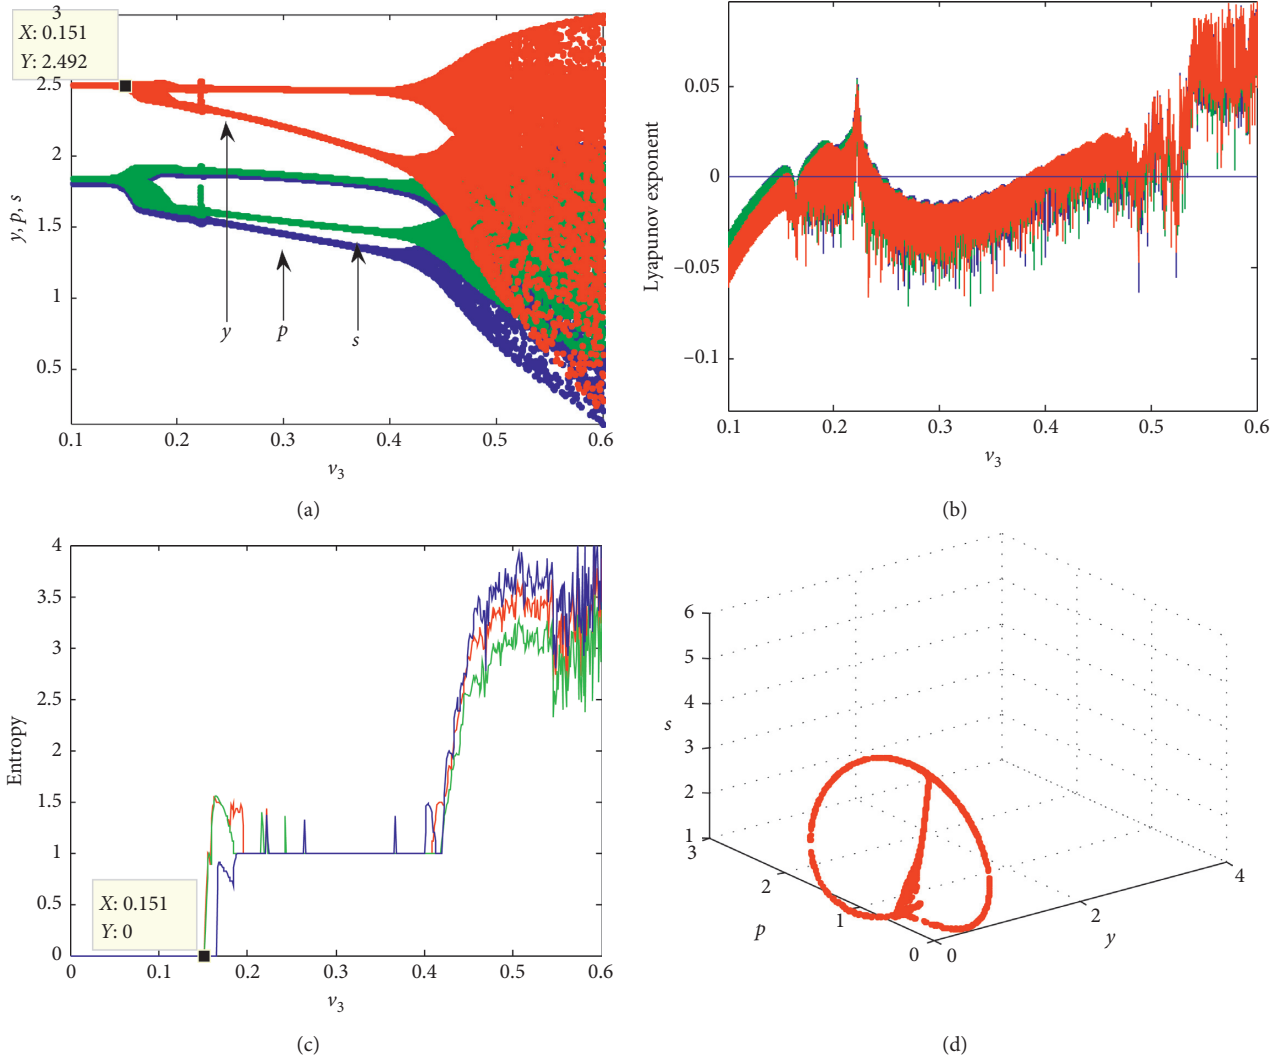 X: 0.151
Y: 2.492
3
2.5
2
1.5
1
0.5
y, p, s
y
p
s
0.1 0.2 0.3 0.4 0.5 0.6
v3
(a)
0.05
0
–0.05
–0.1
Lyapunov exponent
0.1 0.2 0.3 0.4 0.5 0.6
v3
(b)
4
3.5
3
2.5
2
1.5
1
0.5
0
Entropy
X: 0.151
Y: 0
0 0.1 0.2 0.3 0.4 0.5 0.6
v3
(c)
6
5
4
3
2
1
s
3
2
1
0
p
0
2
4
y
(d)